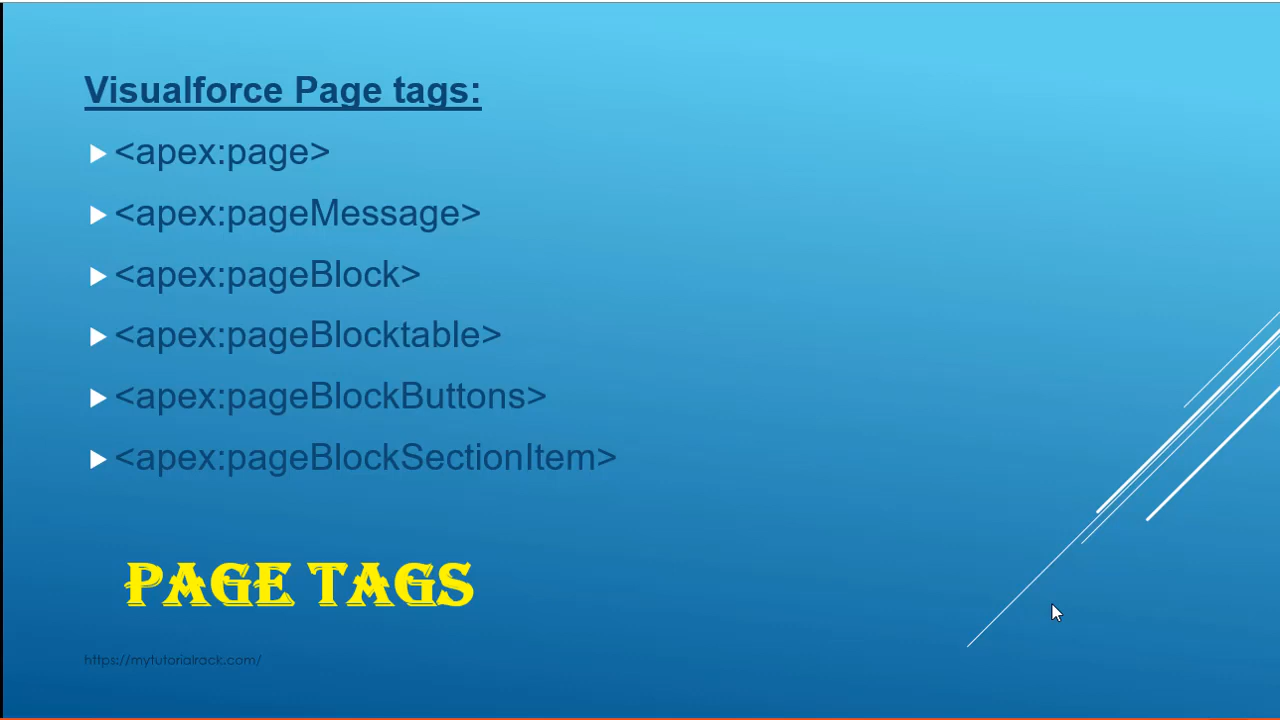 Visualforce Page tags:
<apex:page>
<apex:pageMessage>
<apex:pageBlock>
<apex:pageBlocktable>
<apex:pageBlockButtons>
<apex:pageBlockSectionItem>
PAGE TAGS
https://mytutorialrack.com/